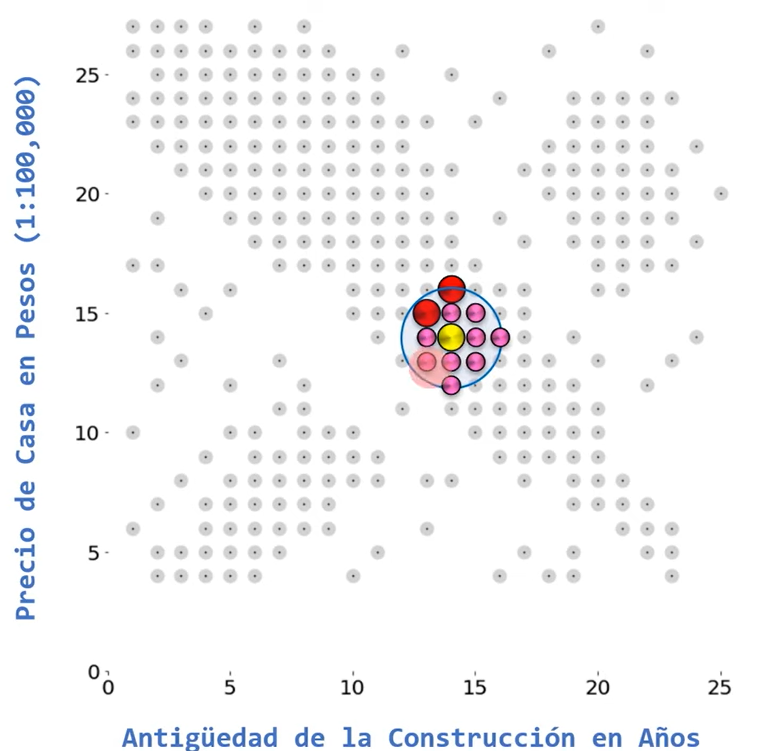 Precio de Casa en Pesos (1:100,000)
25
20
15
10
5
0
0 5 10 15 20 25
Antigüedad de la Construcción en Años